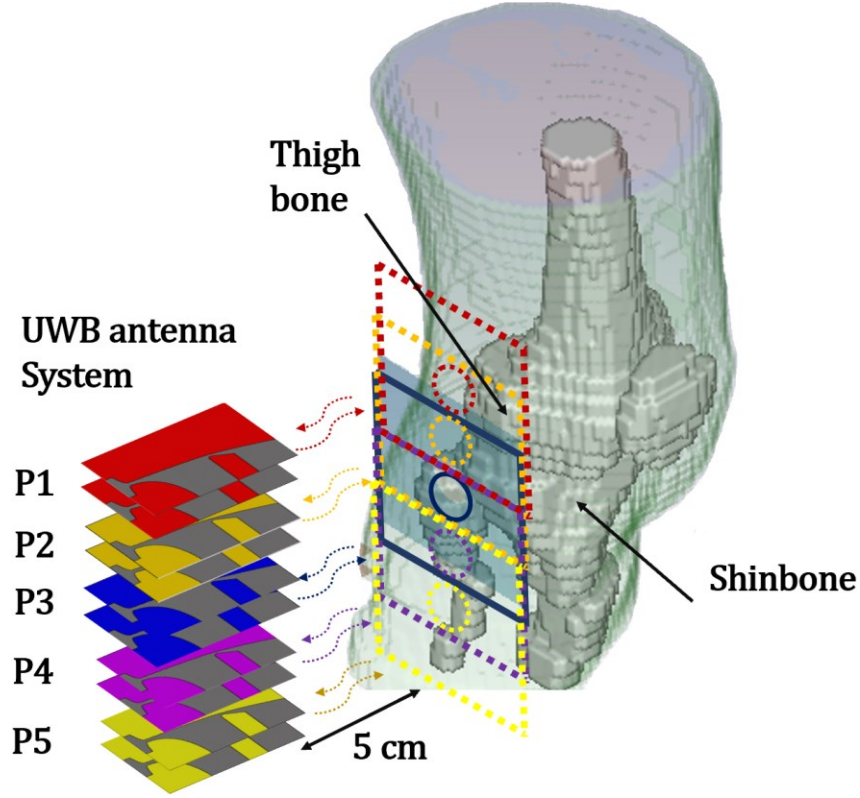 Thigh
bone
UWB antenna
System
P1
P2
P3
P4
P5
Shinbone
5 cm